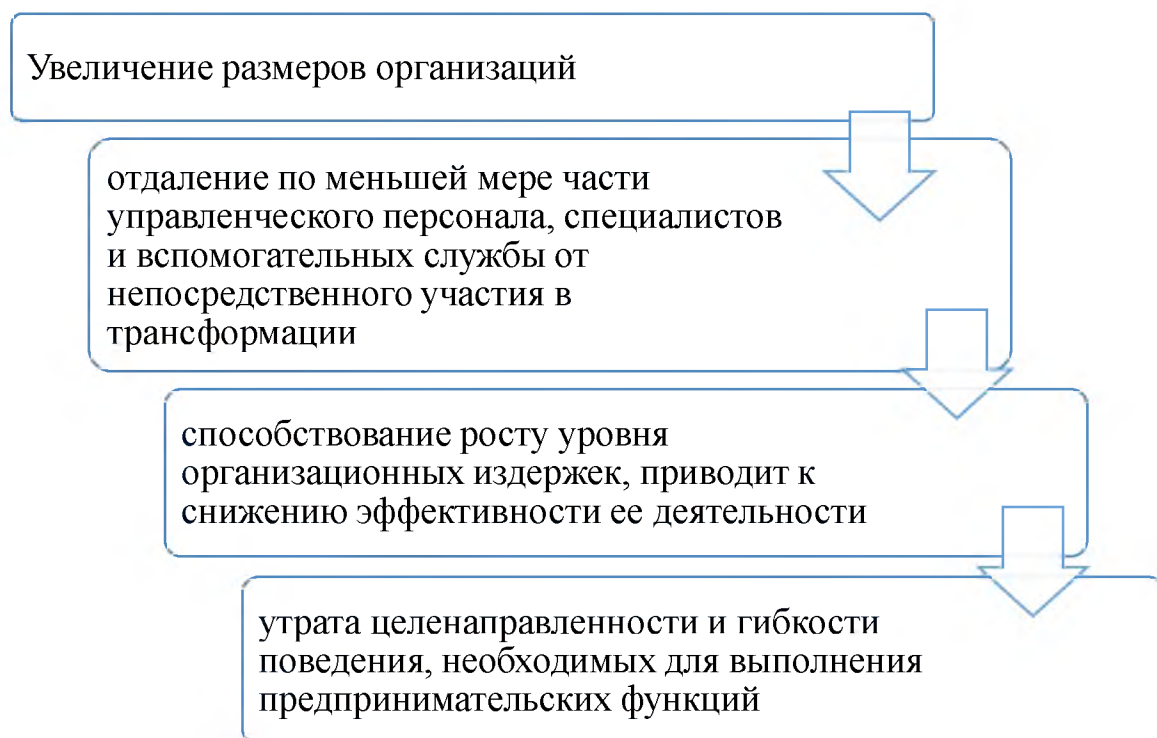 Увеличение размеров организаций
отдаление по меньшей мере части
управленческого персонала, специалистов
и вспомогательных службы от
непосредственного участия в
трансформации
способствование росту уровня
организационных издержек, приводит к
снижению эффективности ее деятельности
утрата целенаправленности и гибкости
поведения, необходимых для выполнения
предпринимательских функций